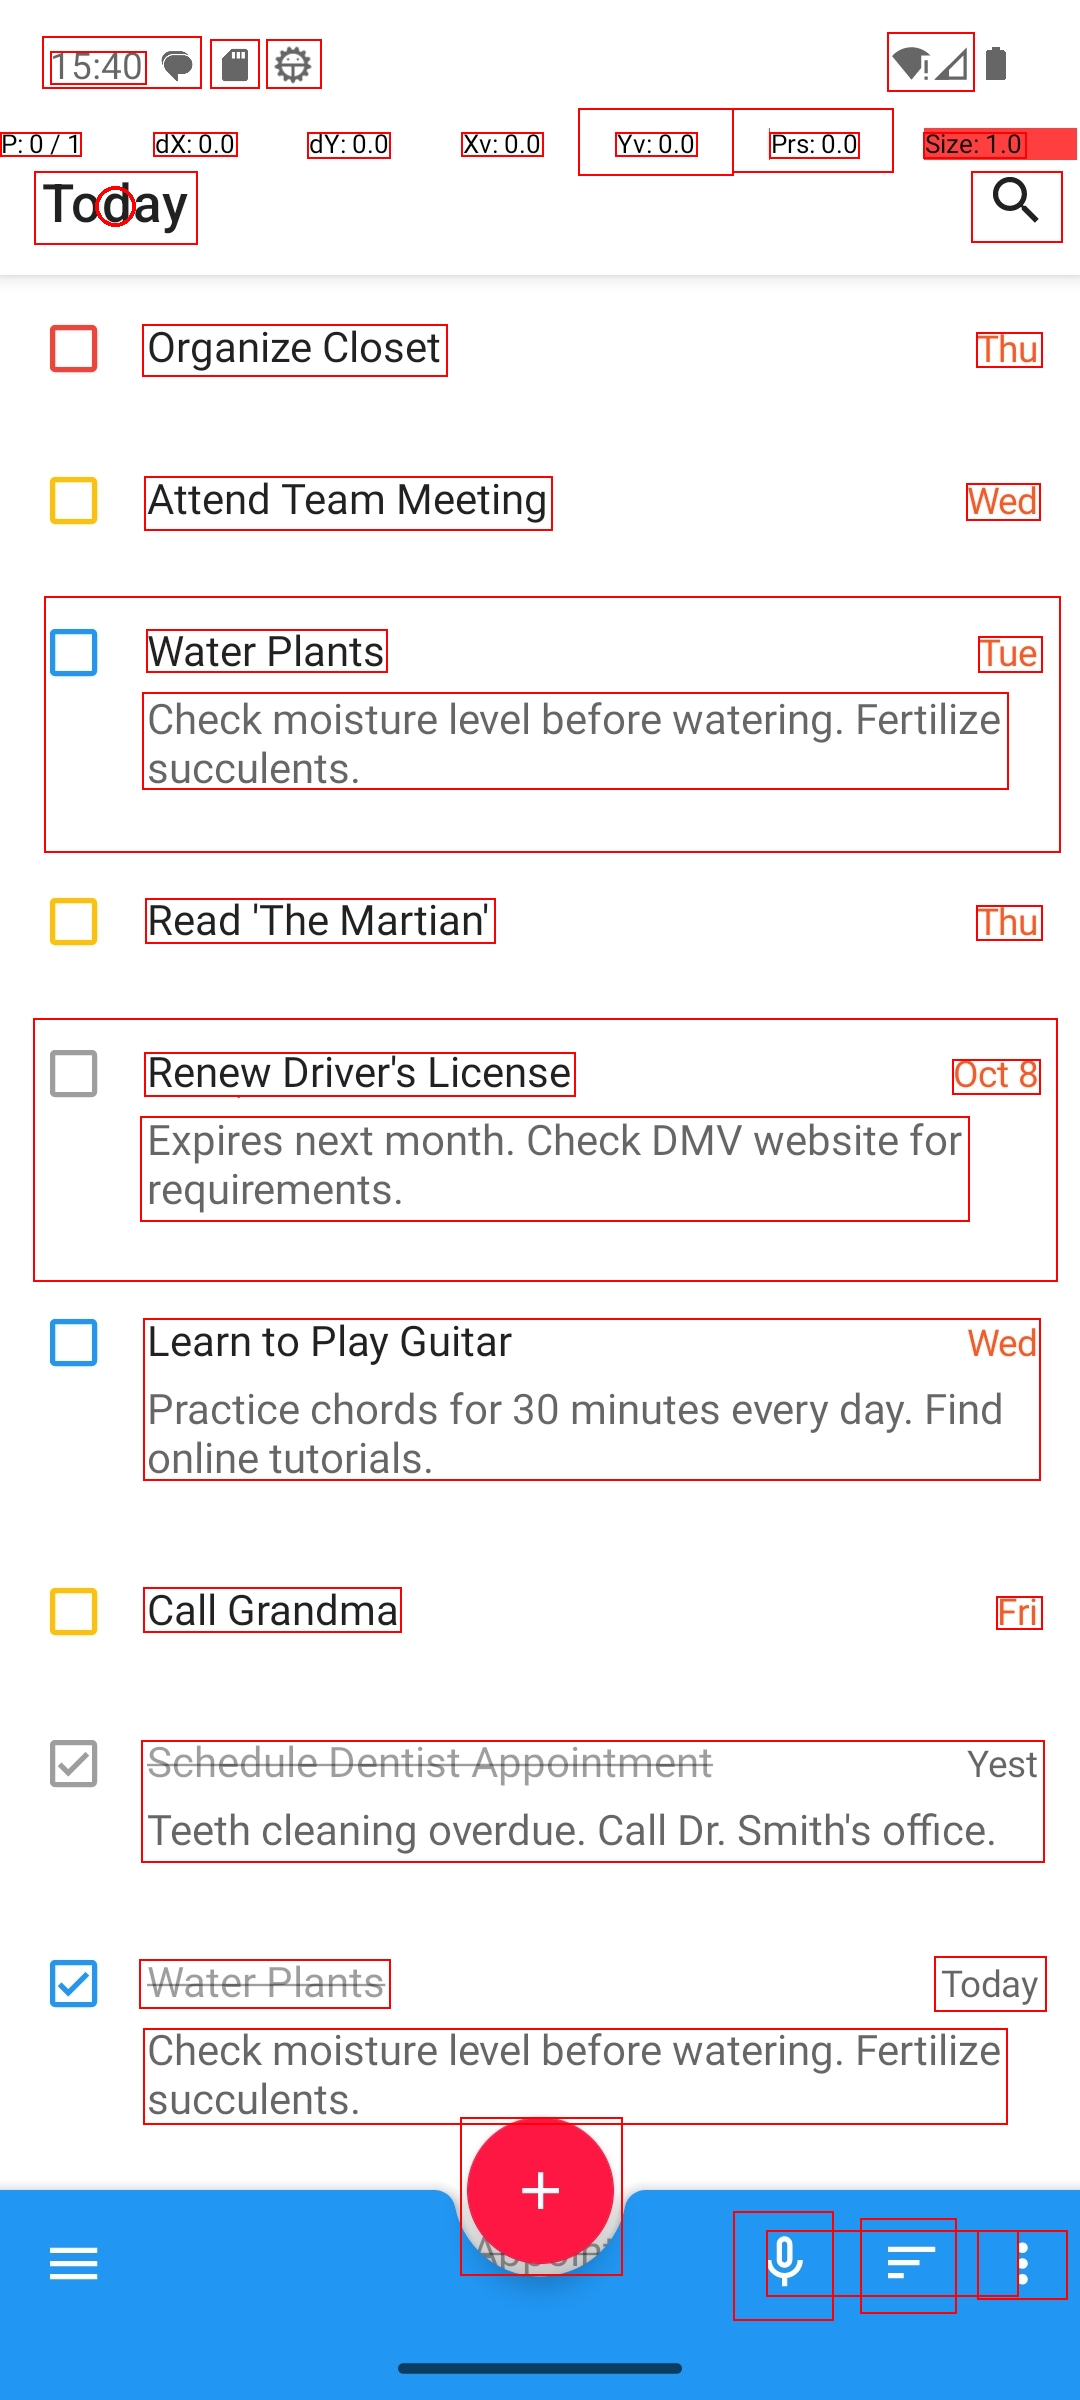 15:40
P: 0 / 1 dX: 0.0 dY: 0.0 Xv: 0.0 Yv: 0.0 Prs: 0.0 Size: 1.0
Today
Organize Closet Thu
Attend Team Meeting Wed
Water Plants Tue
Check moisture level before watering. Fertilize
succulents.
Read 'The Martian' Thu
Renew Driver's License Oct 8
Expires next month. Check DMV website for
requirements.
Learn to Play Guitar Wed
Practice chords for 30 minutes every day. Find
online tutorials.
Call Grandma Fri
Schedule Dentist Appointment Yest
Teeth cleaning overdue. Call Dr. Smith's office.
Water Plants Today
Check moisture level before watering. Fertilize
succulents.